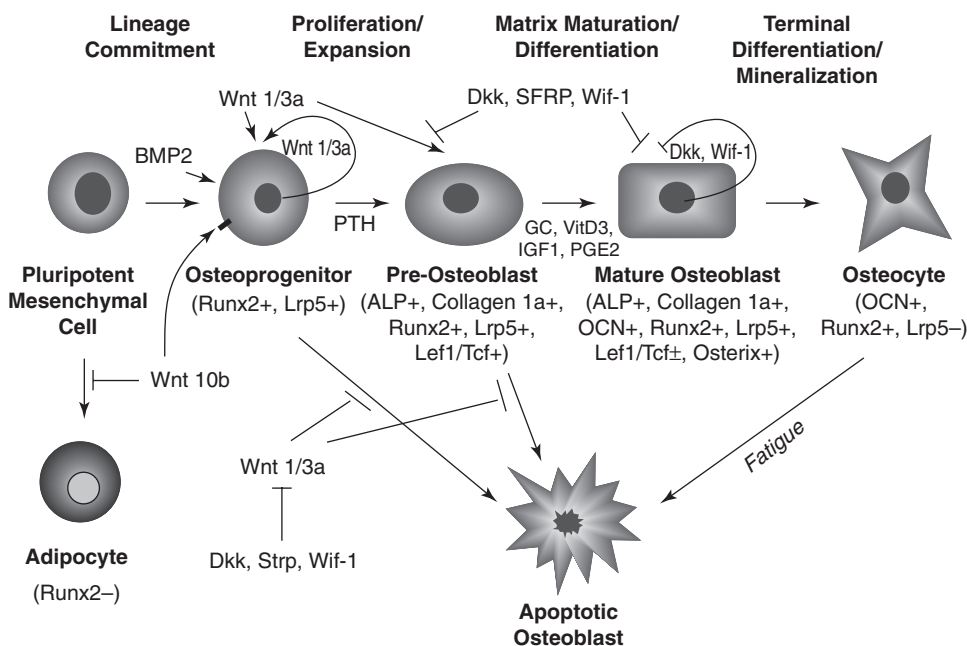 Lineage
Commitment
Proliferation/
Expansion
Matrix Maturation/
Differentiation
Terminal
Differentiation/
Mineralization
Wnt 1/3a
Dkk, SFRP, Wif-1
BMP2
Wnt 1/3a
Dkk, Wif-1
PTH
GC, VitD3,
IGF1, PGE2
Pluripotent
Mesenchymal
Cell
Osteoprogenitor
(Runx2+, Lrp5+)
Pre-Osteoblast
(ALP+, Collagen 1a+,
Runx2+, Lrp5+,
Lef1/Tcf+)
Mature Osteoblast
(ALP+, Collagen 1a+,
OCN+, Runx2+, Lrp5+,
Lef1/Tcf±, Osterix+)
Osteocyte
(OCN+,
Runx2+, Lrp5–)
Wnt 10b
Wnt 1/3a
Fatigue
Dkk, Strp, Wif-1
Adipocyte
(Runx2–)
Apoptotic
Osteoblast